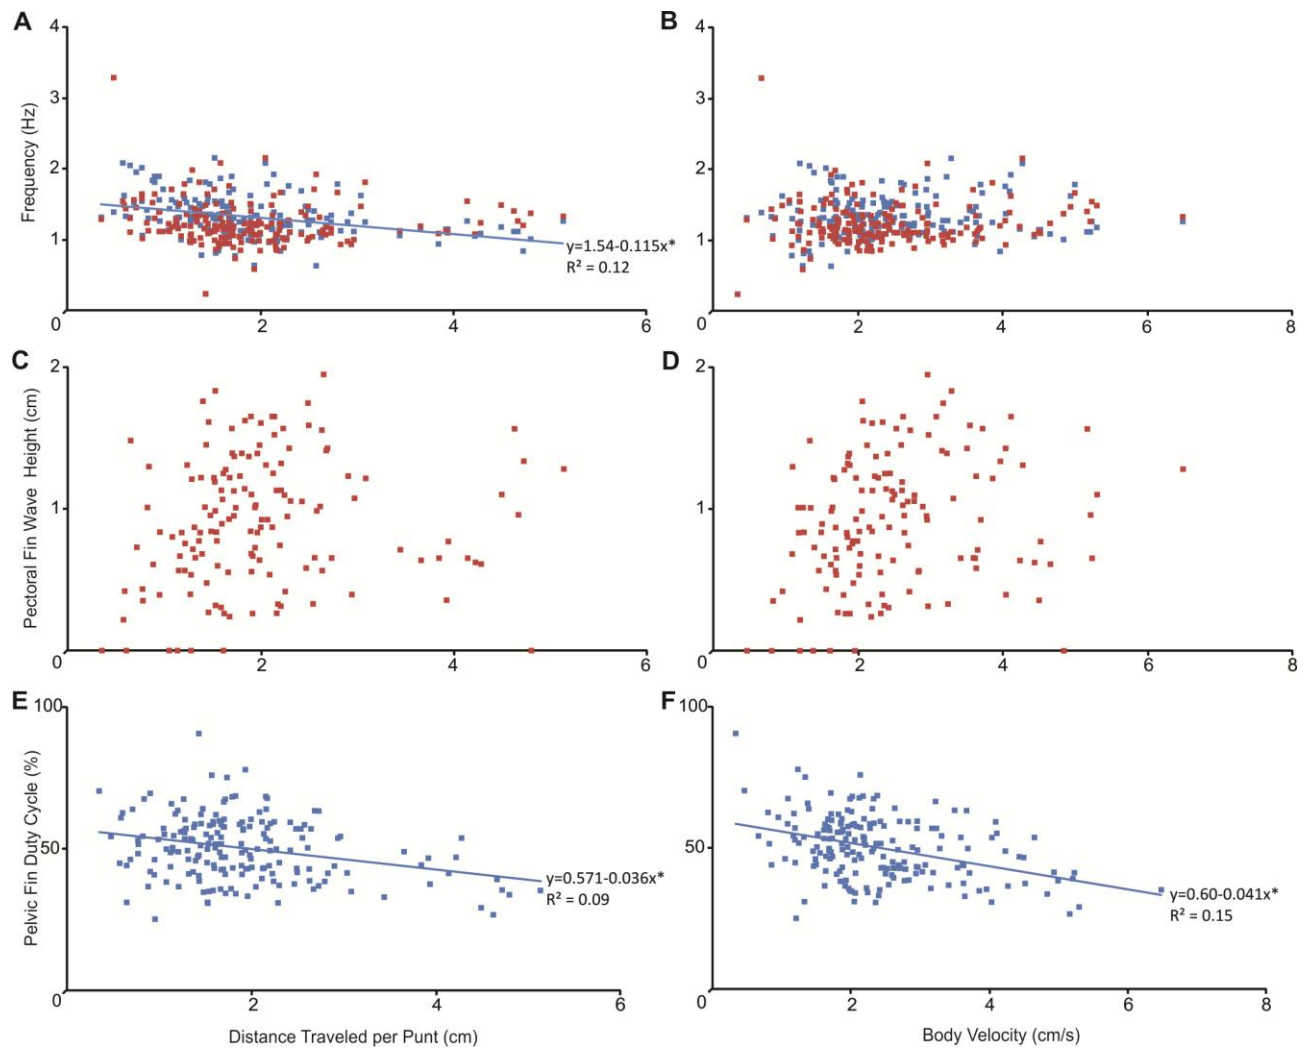 A
B
4
3
2
1
0
2
4
6
Frequency (Hz)
y=1.54-0.115x*
R² = 0.12
4
3
2
1
0
2
4
6
8
C
D
2
1
0
2
4
6
Pectoral Fin Wave Height (cm)
2
1
0
2
4
6
8
E
F
100
50
0
2
4
6
Pelvic Fin Duty Cycle (%)
y=0.571-0.036x*
R² = 0.09
Distance Traveled per Punt (cm)
100
50
0
2
4
6
8
y=0.60-0.041x*
R² = 0.15
Body Velocity (cm/s)